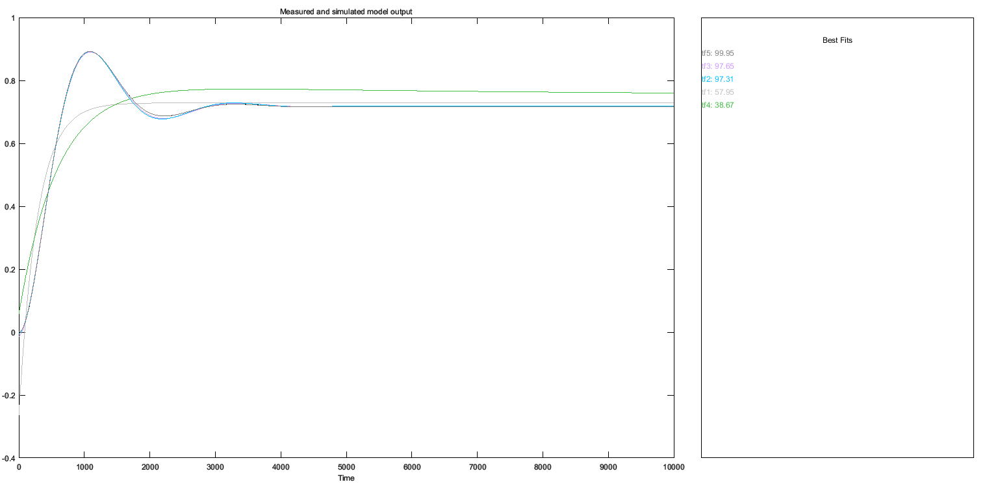 Measured and simulated model output
1
0.8
0.6
0.4
0.2
0
-0.2
-0.4
0 1000 2000 3000 4000 5000 6000 7000 8000 9000 10000
Time
Best Fits
tf5: 99.95
tf3: 97.65
tf2: 97.31
tf1: 57.95
tf4: 38.67